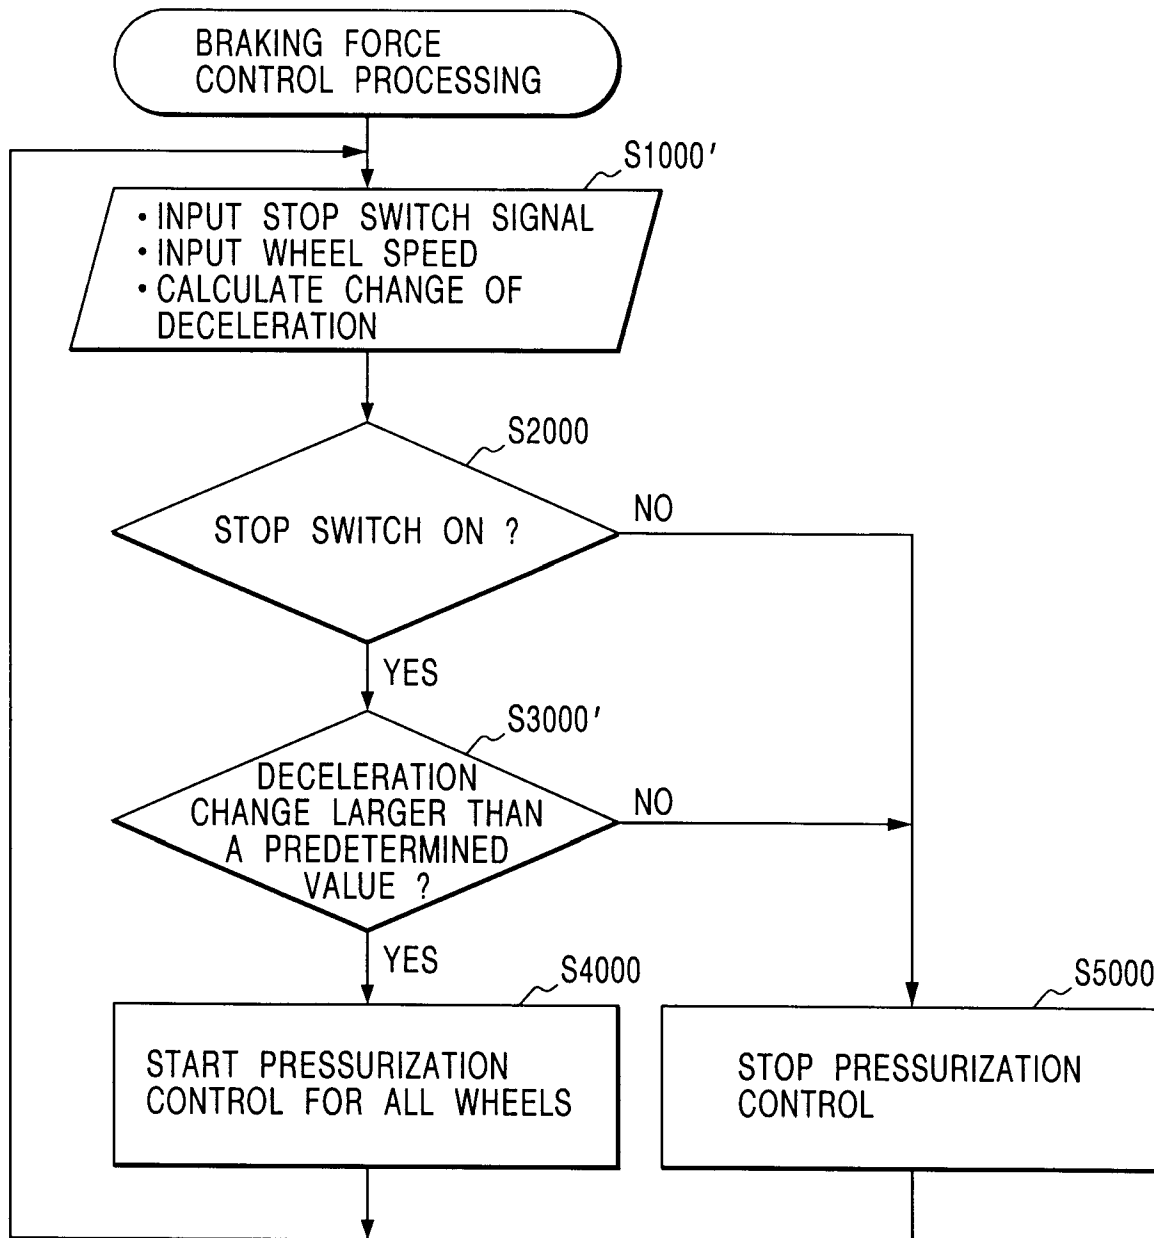 BRAKING FORCE
CONTROL PROCESSING
S1000'
• INPUT STOP SWITCH SIGNAL
• INPUT WHEEL SPEED
• CALCULATE CHANGE OF
DECELERATION
S2000
STOP SWITCH ON ?
NO
YES
S3000'
DECELERATION
CHANGE LARGER THAN
A PREDETERMINED
VALUE ?
NO
YES
S4000
START PRESSURIZATION
CONTROL FOR ALL WHEELS
S5000
STOP PRESSURIZATION
CONTROL